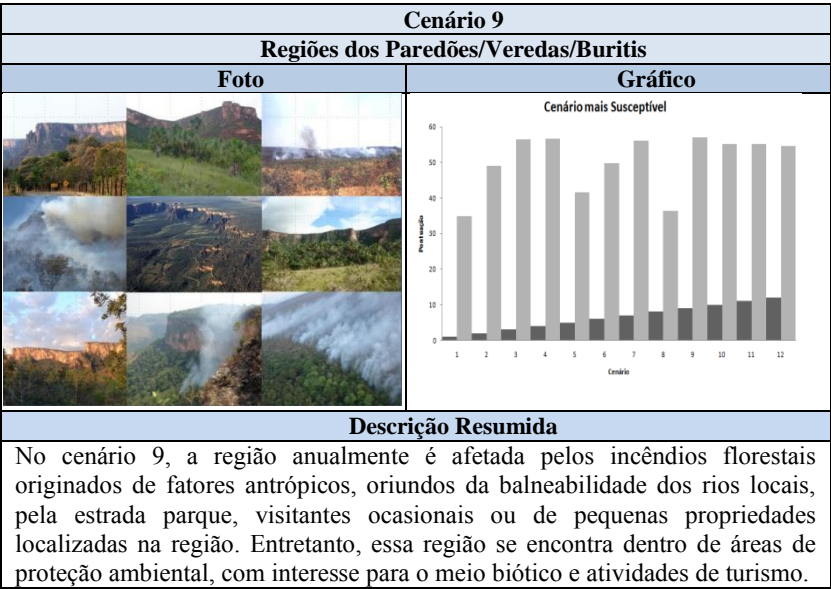 Cenário 9
Regiões dos Paredões/Veredas/Buritis
Foto
Gráfico
Cenário mais Susceptível
Pontuação
60
50
40
30
20
10
0
1 2 3 4 5 6 7 8 9 10 11 12
Cenário
Descrição Resumida
No cenário 9, a região anualmente é afetada pelos incêndios florestais
originados de fatores antrópicos, oriundos da balneabilidade dos rios locais,
pela estrada parque, visitantes ocasionais ou de pequenas propriedades
localizadas na região. Entretanto, essa região se encontra dentro de áreas de
proteção ambiental, com interesse para o meio biótico e atividades de turismo.